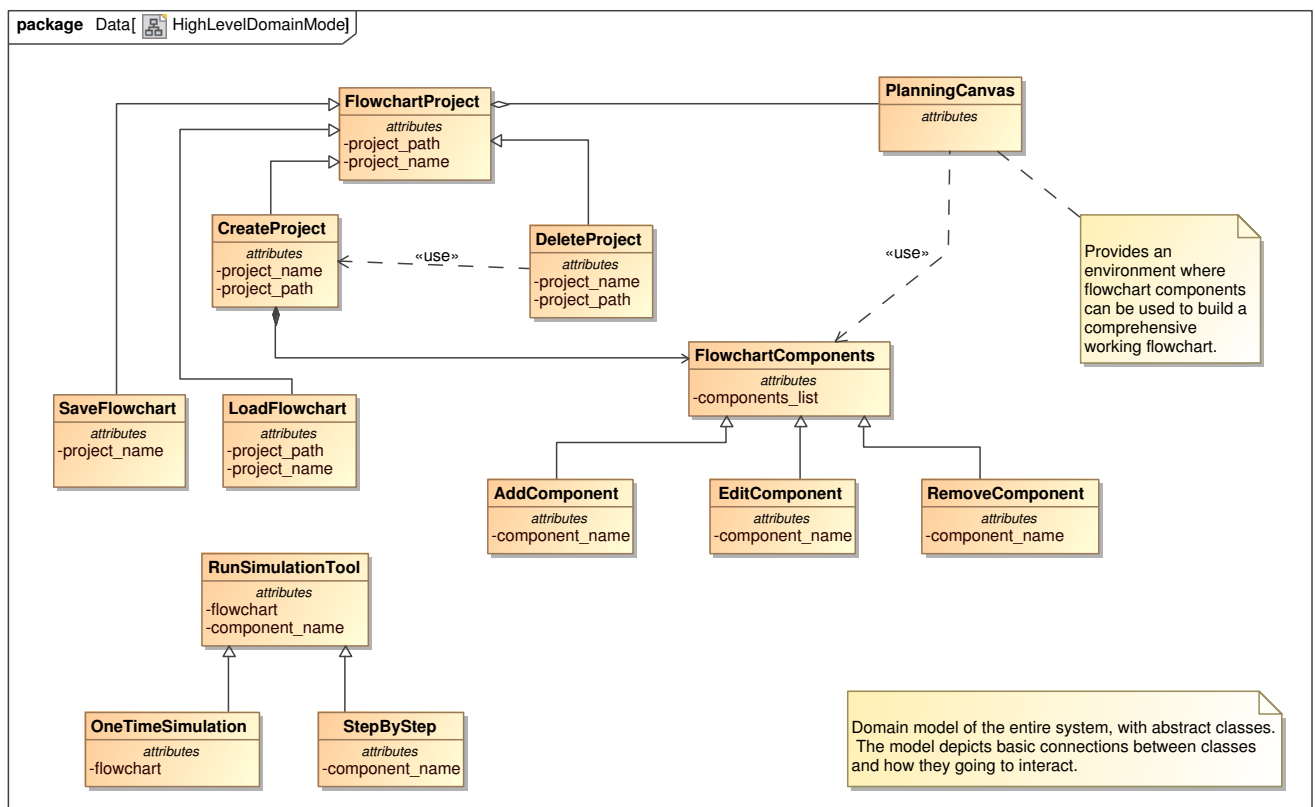 package Data[ HighLevelDomainMode]
FlowchartProject
attributes
-project_path
-project_name
PlanningCanvas
attributes
CreateProject
attributes
-project_name
-project_path
«use»
DeleteProject
attributes
-project_name
-project_path
«use»
Provides an
environment where
flowchart components
can be used to build a
comprehensive
working flowchart.
FlowchartComponents
attributes
-components_list
SaveFlowchart
attributes
-project_name
LoadFlowchart
attributes
-project_path
-project_name
AddComponent
attributes
-component_name
EditComponent
attributes
-component_name
RemoveComponent
attributes
-component_name
RunSimulationTool
attributes
-flowchart
-component_name
OneTimeSimulation
attributes
-flowchart
StepByStep
attributes
-component_name
Domain model of the entire system, with abstract classes.
The model depicts basic connections between classes
and how they going to interact.